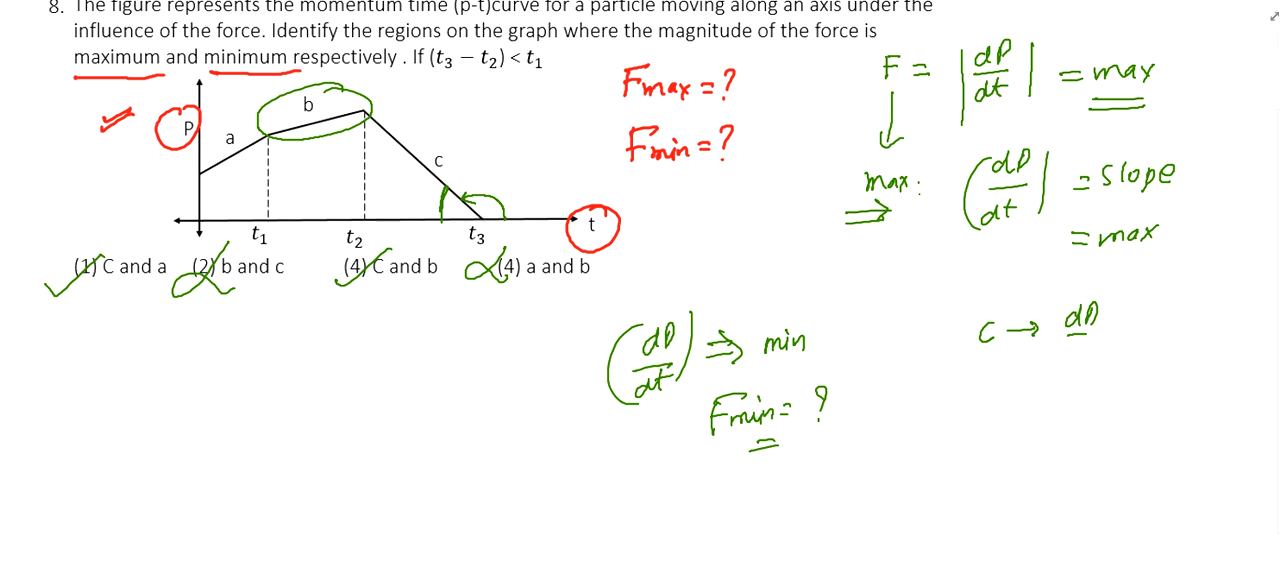 8. The figure represents the momentum time (p-t)curve for a particle moving along an axis under the
influence of the force. Identify the regions on the graph where the magnitude of the force is
maximum and minimum respectively . If (t₃ − t₂) < t₁
Fmax = ?
Fmin = ?
F = |dP/dt| = max
max: (dP/dt) = Slope
= max
P
a
b
c
t₁
t₂
t₃
t
(1) C and a (2) b and c (4) C and b (4) a and b
(dP/dt) ⇒ min
Fmin = ?
C → dP